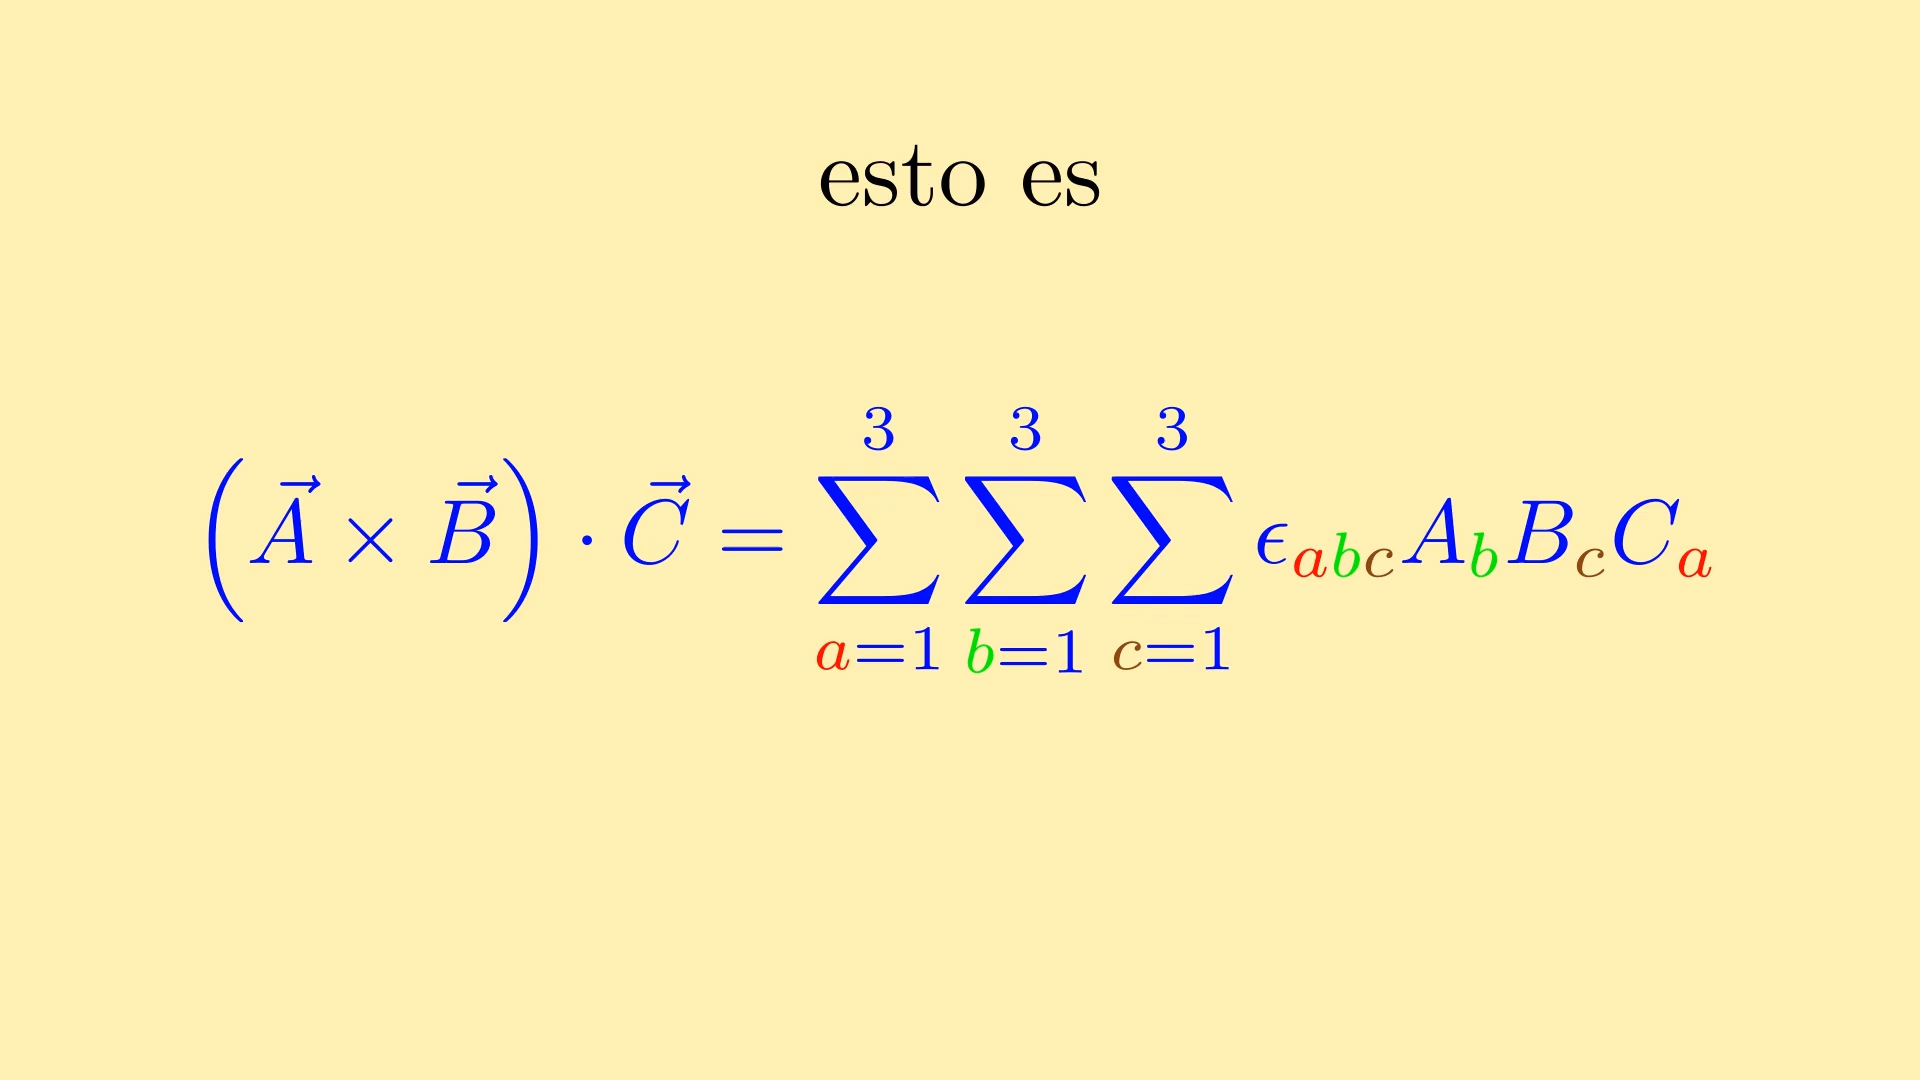 esto es
$\left(\vec{A} \times \vec{B}\right) \cdot \vec{C} = \sum_{a=1}^{3} \sum_{b=1}^{3} \sum_{c=1}^{3} \epsilon_{abc} A_b B_c C_a$